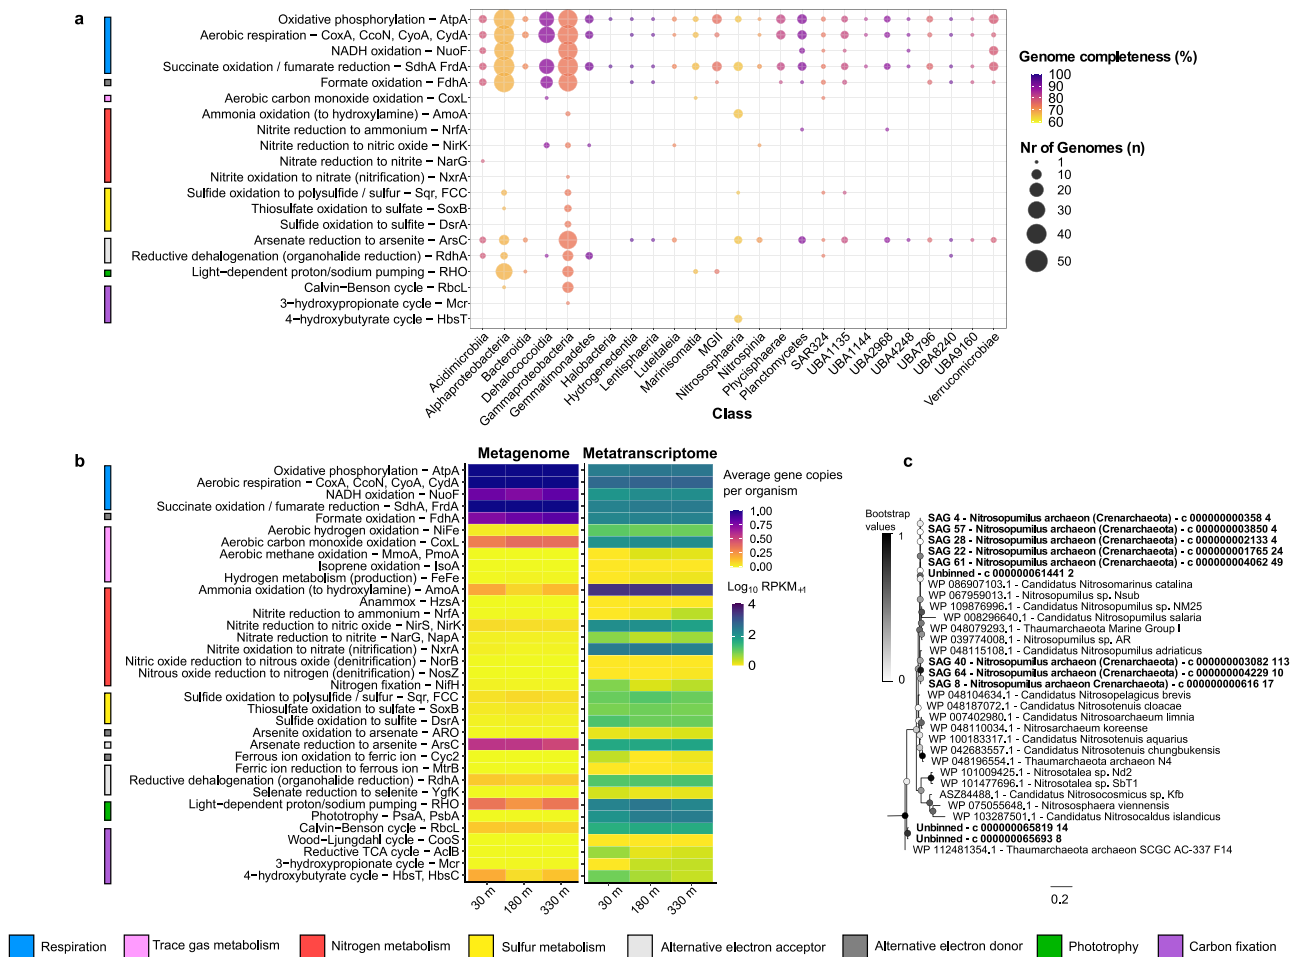 a
Oxidative phosphorylation − AtpA
Aerobic respiration − CoxA, CcoN, CyoA, CydA
NADH oxidation − NuoF
Succinate oxidation / fumarate reduction − SdhA FrdA
Formate oxidation − FdhA
Aerobic carbon monoxide oxidation − CoxL
Ammonia oxidation (to hydroxylamine) − AmoA
Nitrite reduction to ammonium − NrfA
Nitrite reduction to nitric oxide − NirK
Nitrate reduction to nitrite − NarG
Nitrite oxidation to nitrate (nitrification) − NxrA
Sulfide oxidation to polysulfide / sulfur − Sqr, FCC
Thiosulfate oxidation to sulfate − SoxB
Sulfide oxidation to sulfite − DsrA
Arsenate reduction to arsenite − ArsC
Reductive dehalogenation (organohalide reduction) − RdhA
Light−dependent proton/sodium pumping − RHO
Calvin−Benson cycle − RbcL
3−hydroxypropionate cycle − Mcr
4−hydroxybutyrate cycle − HbsT
Acidimicrobia
Alphaproteobacteria
Bacteroidia
Dehalococcoidia
Gammaproteobacteria
Gemmatimonadetes
Halobacteria
Hydrogenedentia
Lentisphaeria
Luteitaleia
Marinisomatia
MGII
Nitrososphaeria
Nitrospinia
Phycisphaerae
Planctomycetes
SAR324
UBA1135
UBA1144
UBA2968
UBA4248
UBA796
UBA8240
UBA9160
Verrucomicrobiae
Class
Genome completeness (%)
100
90
80
70
60
Nr of Genomes (n)
1
10
20
30
40
50
b
Metagenome Metatranscriptome
Oxidative phosphorylation − AtpA
Aerobic respiration − CoxA, CcoN, CyoA, CydA
NADH oxidation − NuoF
Succinate oxidation / fumarate reduction − SdhA, FrdA
Formate oxidation − FdhA
Aerobic hydrogen oxidation − NiFe
Aerobic carbon monoxide oxidation − CoxL
Aerobic methane oxidation − MmoA, PmoA
Isoprene oxidation − IsoA
Hydrogen metabolism (production) − FeFe
Ammonia oxidation (to hydroxylamine) − AmoA
Anammox − HzsA
Nitrite reduction to ammonium − NrfA
Nitrite reduction to nitric oxide − NirS, NirK
Nitrate reduction to nitrite − NarG, NapA
Nitrite oxidation to nitrate (nitrification) − NxrA
Nitric oxide reduction to nitrous oxide (denitrification) − NorB
Nitrous oxide reduction to nitrogen (denitrification) − NosZ
Nitrogen fixation − NifH
Sulfide oxidation to polysulfide / sulfur − Sqr, FCC
Thiosulfate oxidation to sulfate − SoxB
Sulfide oxidation to sulfite − DsrA
Arsenite oxidation to arsenate − ARO
Arsenate reduction to arsenite − ArsC
Ferrous ion oxidation to ferric ion − Cyc2
Ferric ion reduction to ferrous ion − MtrB
Reductive dehalogenation (organohalide reduction) − RdhA
Selenate reduction to selenite − YgfK
Light−dependent proton/sodium pumping − RHO
Phototrophy − PsaA, PsbA
Calvin−Benson cycle − RbcL
Wood−Ljungdahl cycle − CooS
Reductive TCA cycle − AclB
3−hydroxypropionate cycle − Mcr
4−hydroxybutyrate cycle − HbsT, HbsC
30 m
180 m
330 m
30 m
180 m
330 m
Average gene copies
per organism
1.00
0.75
0.50
0.25
0.00
Log10 RPKM+1
4
2
0
c
Bootstrap
values
1
0
SAG 4 - Nitrosopumilus archaeon (Crenarchaeota) - c 000000000358 4
SAG 57 - Nitrosopumilus archaeon (Crenarchaeota) - c 000000003850 4
SAG 28 - Nitrosopumilus archaeon (Crenarchaeota) - c 000000002133 4
SAG 22 - Nitrosopumilus archaeon (Crenarchaeota) - c 000000001765 24
SAG 61 - Nitrosopumilus archaeon (Crenarchaeota) - c 000000004062 49
Unbinned - c 000000061441 2
WP 086907103.1 - Candidatus Nitrosomarinus catalina
WP 067959013.1 - Nitrosopumilus sp. Nsub
WP 109876996.1 - Candidatus Nitrosopumilus sp. NM25
WP 008296640.1 - Candidatus Nitrosopumilus salaria
WP 048079293.1 - Thaumarchaeota Marine Group I
WP 039774008.1 - Nitrosopumilus sp. AR
WP 048115108.1 - Nitrosopumilus adriaticus
SAG 40 - Nitrosopumilus archaeon (Crenarchaeota) - c 000000003082 113
SAG 64 - Nitrosopumilus archaeon (Crenarchaeota) - c 000000004229 10
SAG 8 - Nitrosopumilus archaeon Crenarchaeota) - c 000000000616 17
WP 048104634.1 - Candidatus Nitrosopelagicus brevis
WP 048187072.1 - Candidatus Nitrosotenuis cloacae
WP 007402980.1 - Candidatus Nitrosoarchaeum limnia
WP 048110034.1 - Nitrosarchaeum koreense
WP 100183317.1 - Candidatus Nitrosotenuis aquarius
WP 042683557.1 - Candidatus Nitrosotenuis chungbukensis
WP 048196554.1 - Thaumarchaeota archaeon N4
WP 101009425.1 - Nitrosotalea sp. Nd2
WP 101477696.1 - Nitrosotalea sp. SbT1
ASZ84488.1 - Candidatus Nitrosocosmicus sp. Kfb
WP 075055648.1 - Nitrososphaera viennensis
WP 103287501.1 - Candidatus Nitrosocaldus islandicus
Unbinned - c 000000065819 14
Unbinned - c 000000065693 8
WP 112481354.1 - Thaumarchaeota archaeon SCGC AC-337 F14
0.2
Respiration
Trace gas metabolism
Nitrogen metabolism
Sulfur metabolism
Alternative electron acceptor
Alternative electron donor
Phototrophy
Carbon fixation